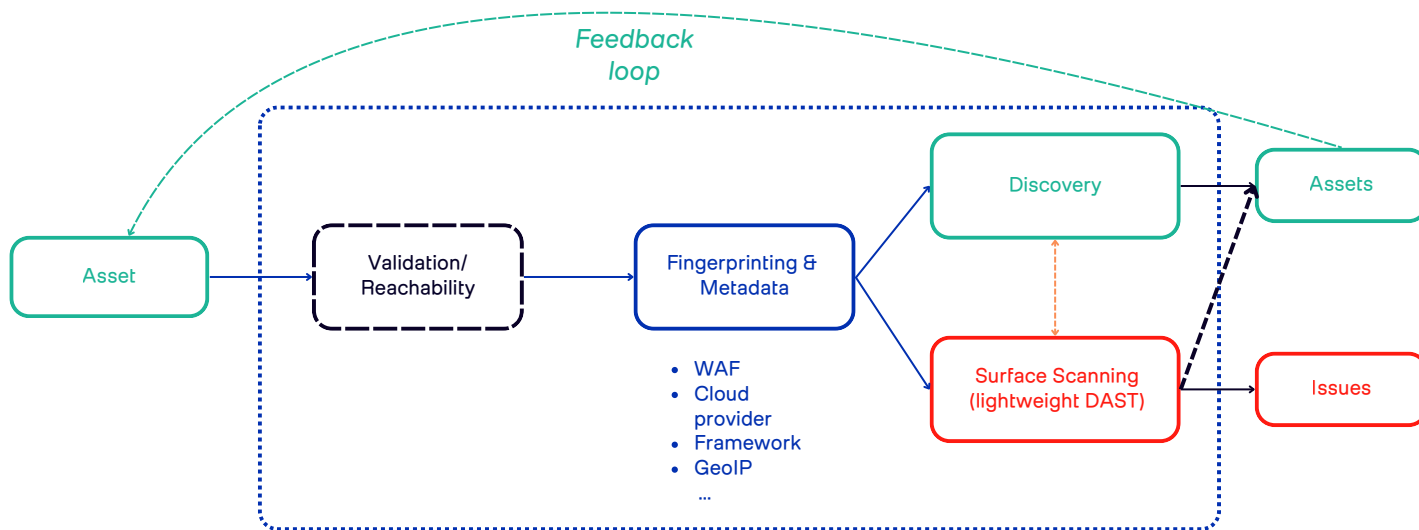 Feedback
loop
Asset
Validation/
Reachability
Fingerprinting &
Metadata
• WAF
• Cloud
provider
• Framework
• GeoIP
...
Discovery
Surface Scanning
(lightweight DAST)
Assets
Issues